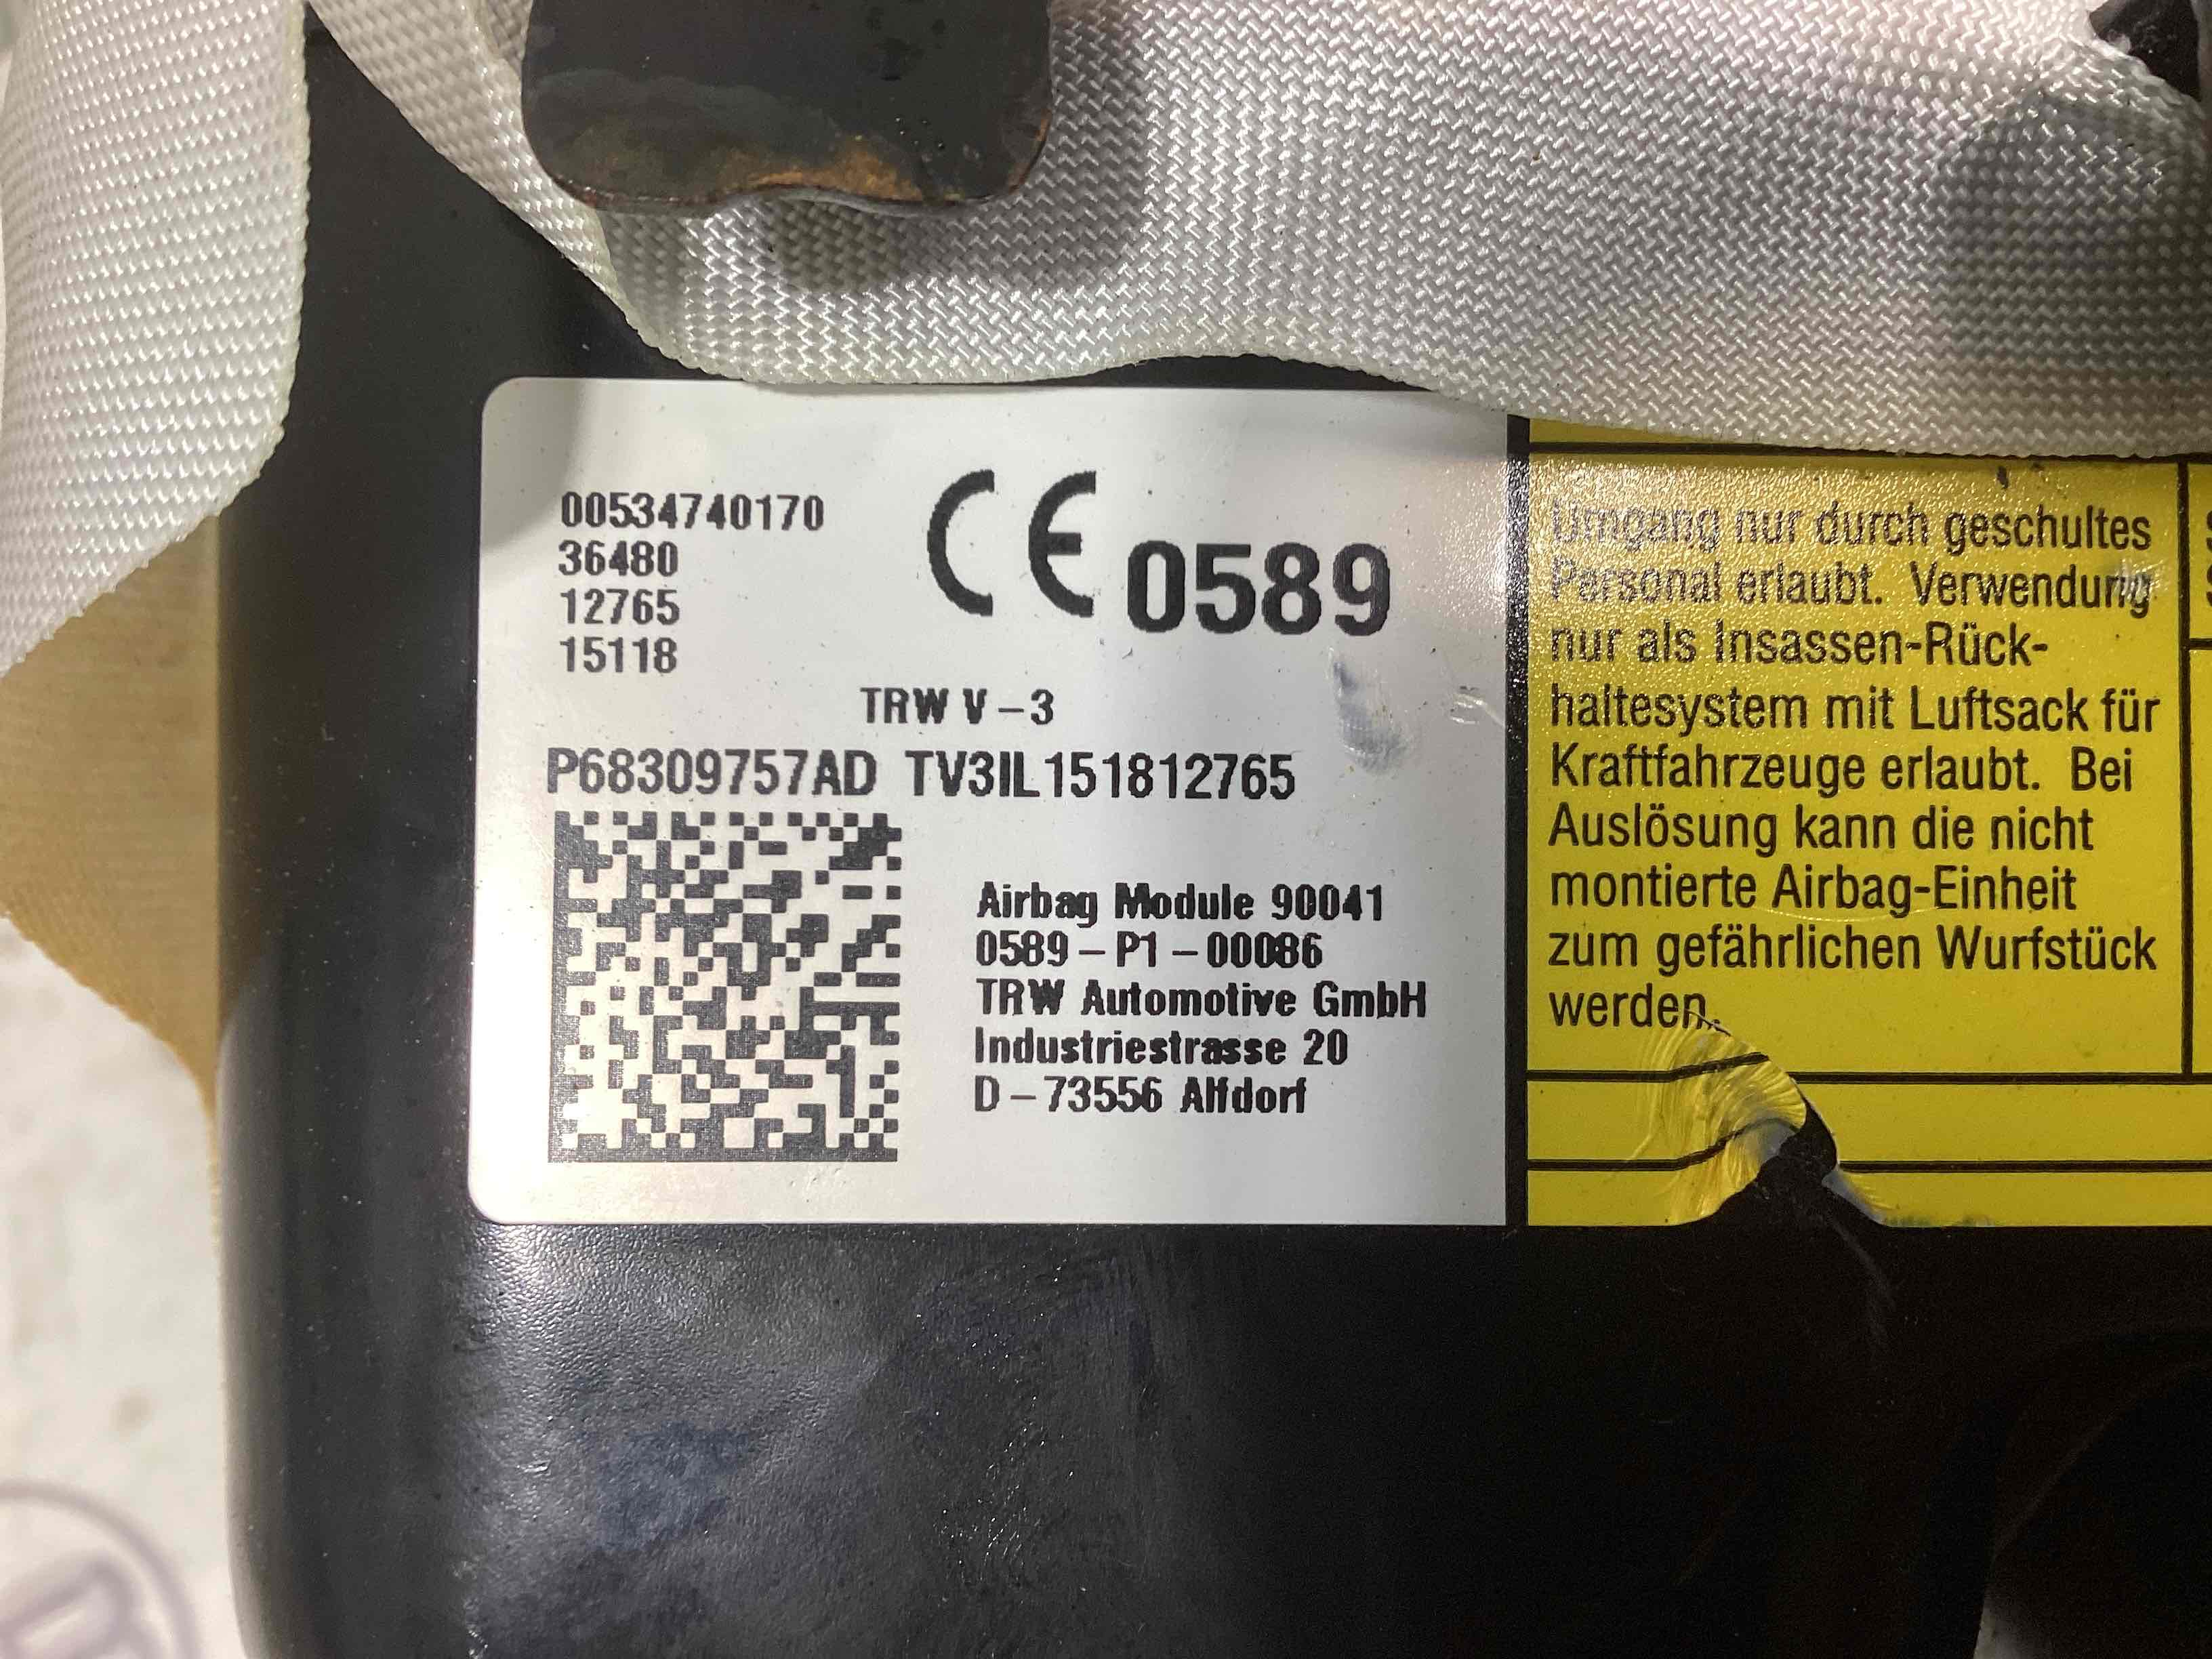 00534740170
36480
12765
15118
CE 0589
TRW V-3
P68309757AD TV3IL151812765
Airbag Module 90041
0589-P1-00086
TRW Automotive GmbH
Industriestrasse 20
D-73556 Alfdorf
Umgang nur durch geschultes
Personal erlaubt. Verwendung
nur als Insassen-Rück-
haltesystem mit Luftsack für
Kraftfahrzeuge erlaubt. Bei
Auslösung kann die nicht
montierte Airbag-Einheit
zum gefährlichen Wurfstück
werden.